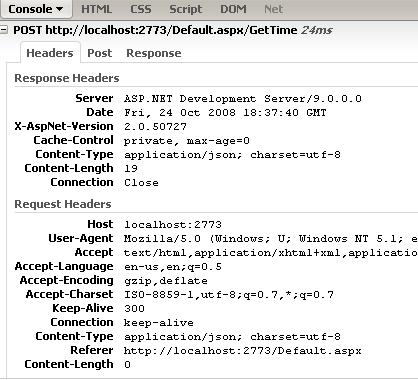 Console HTML CSS Script DOM Net
POST http://localhost:2773/Default.aspx/GetTime 24ms
Headers Post Response
Response Headers
Server ASP.NET Development Server/9.0.0.0
Date Fri, 24 Oct 2008 18:37:40 GMT
X-AspNet-Version 2.0.50727
Cache-Control private, max-age=0
Content-Type application/json; charset=utf-8
Content-Length 19
Connection Close
Request Headers
Host localhost:2773
User-Agent Mozilla/5.0 (Windows; U; Windows NT 5.1; e
Accept text/html,application/xhtml+xml,applicatio
Accept-Language en-us,en;q=0.5
Accept-Encoding gzip,deflate
Accept-Charset ISO-8859-1,utf-8;q=0.7,*;q=0.7
Keep-Alive 300
Connection keep-alive
Content-Type application/json; charset=utf-8
Referer http://localhost:2773/Default.aspx
Content-Length 0